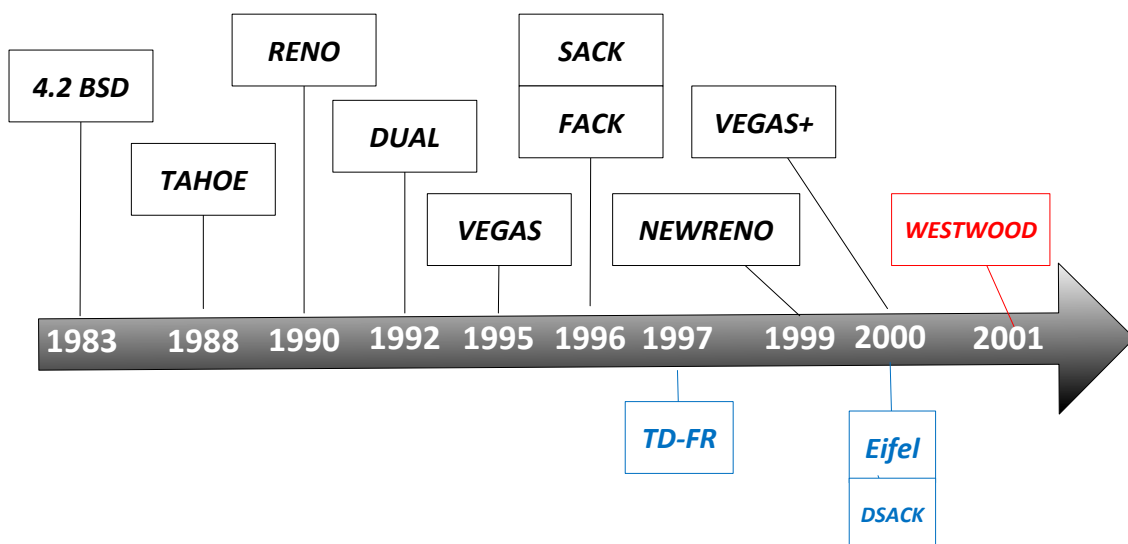 RENO
SACK
4.2 BSD
FACK
VEGAS+
DUAL
TAHOE
VEGAS
NEWRENO
WESTWOOD
1983
1988
1990
1992
1995
1996
1997
1999
2000
2001
TD-FR
Eifel
DSACK